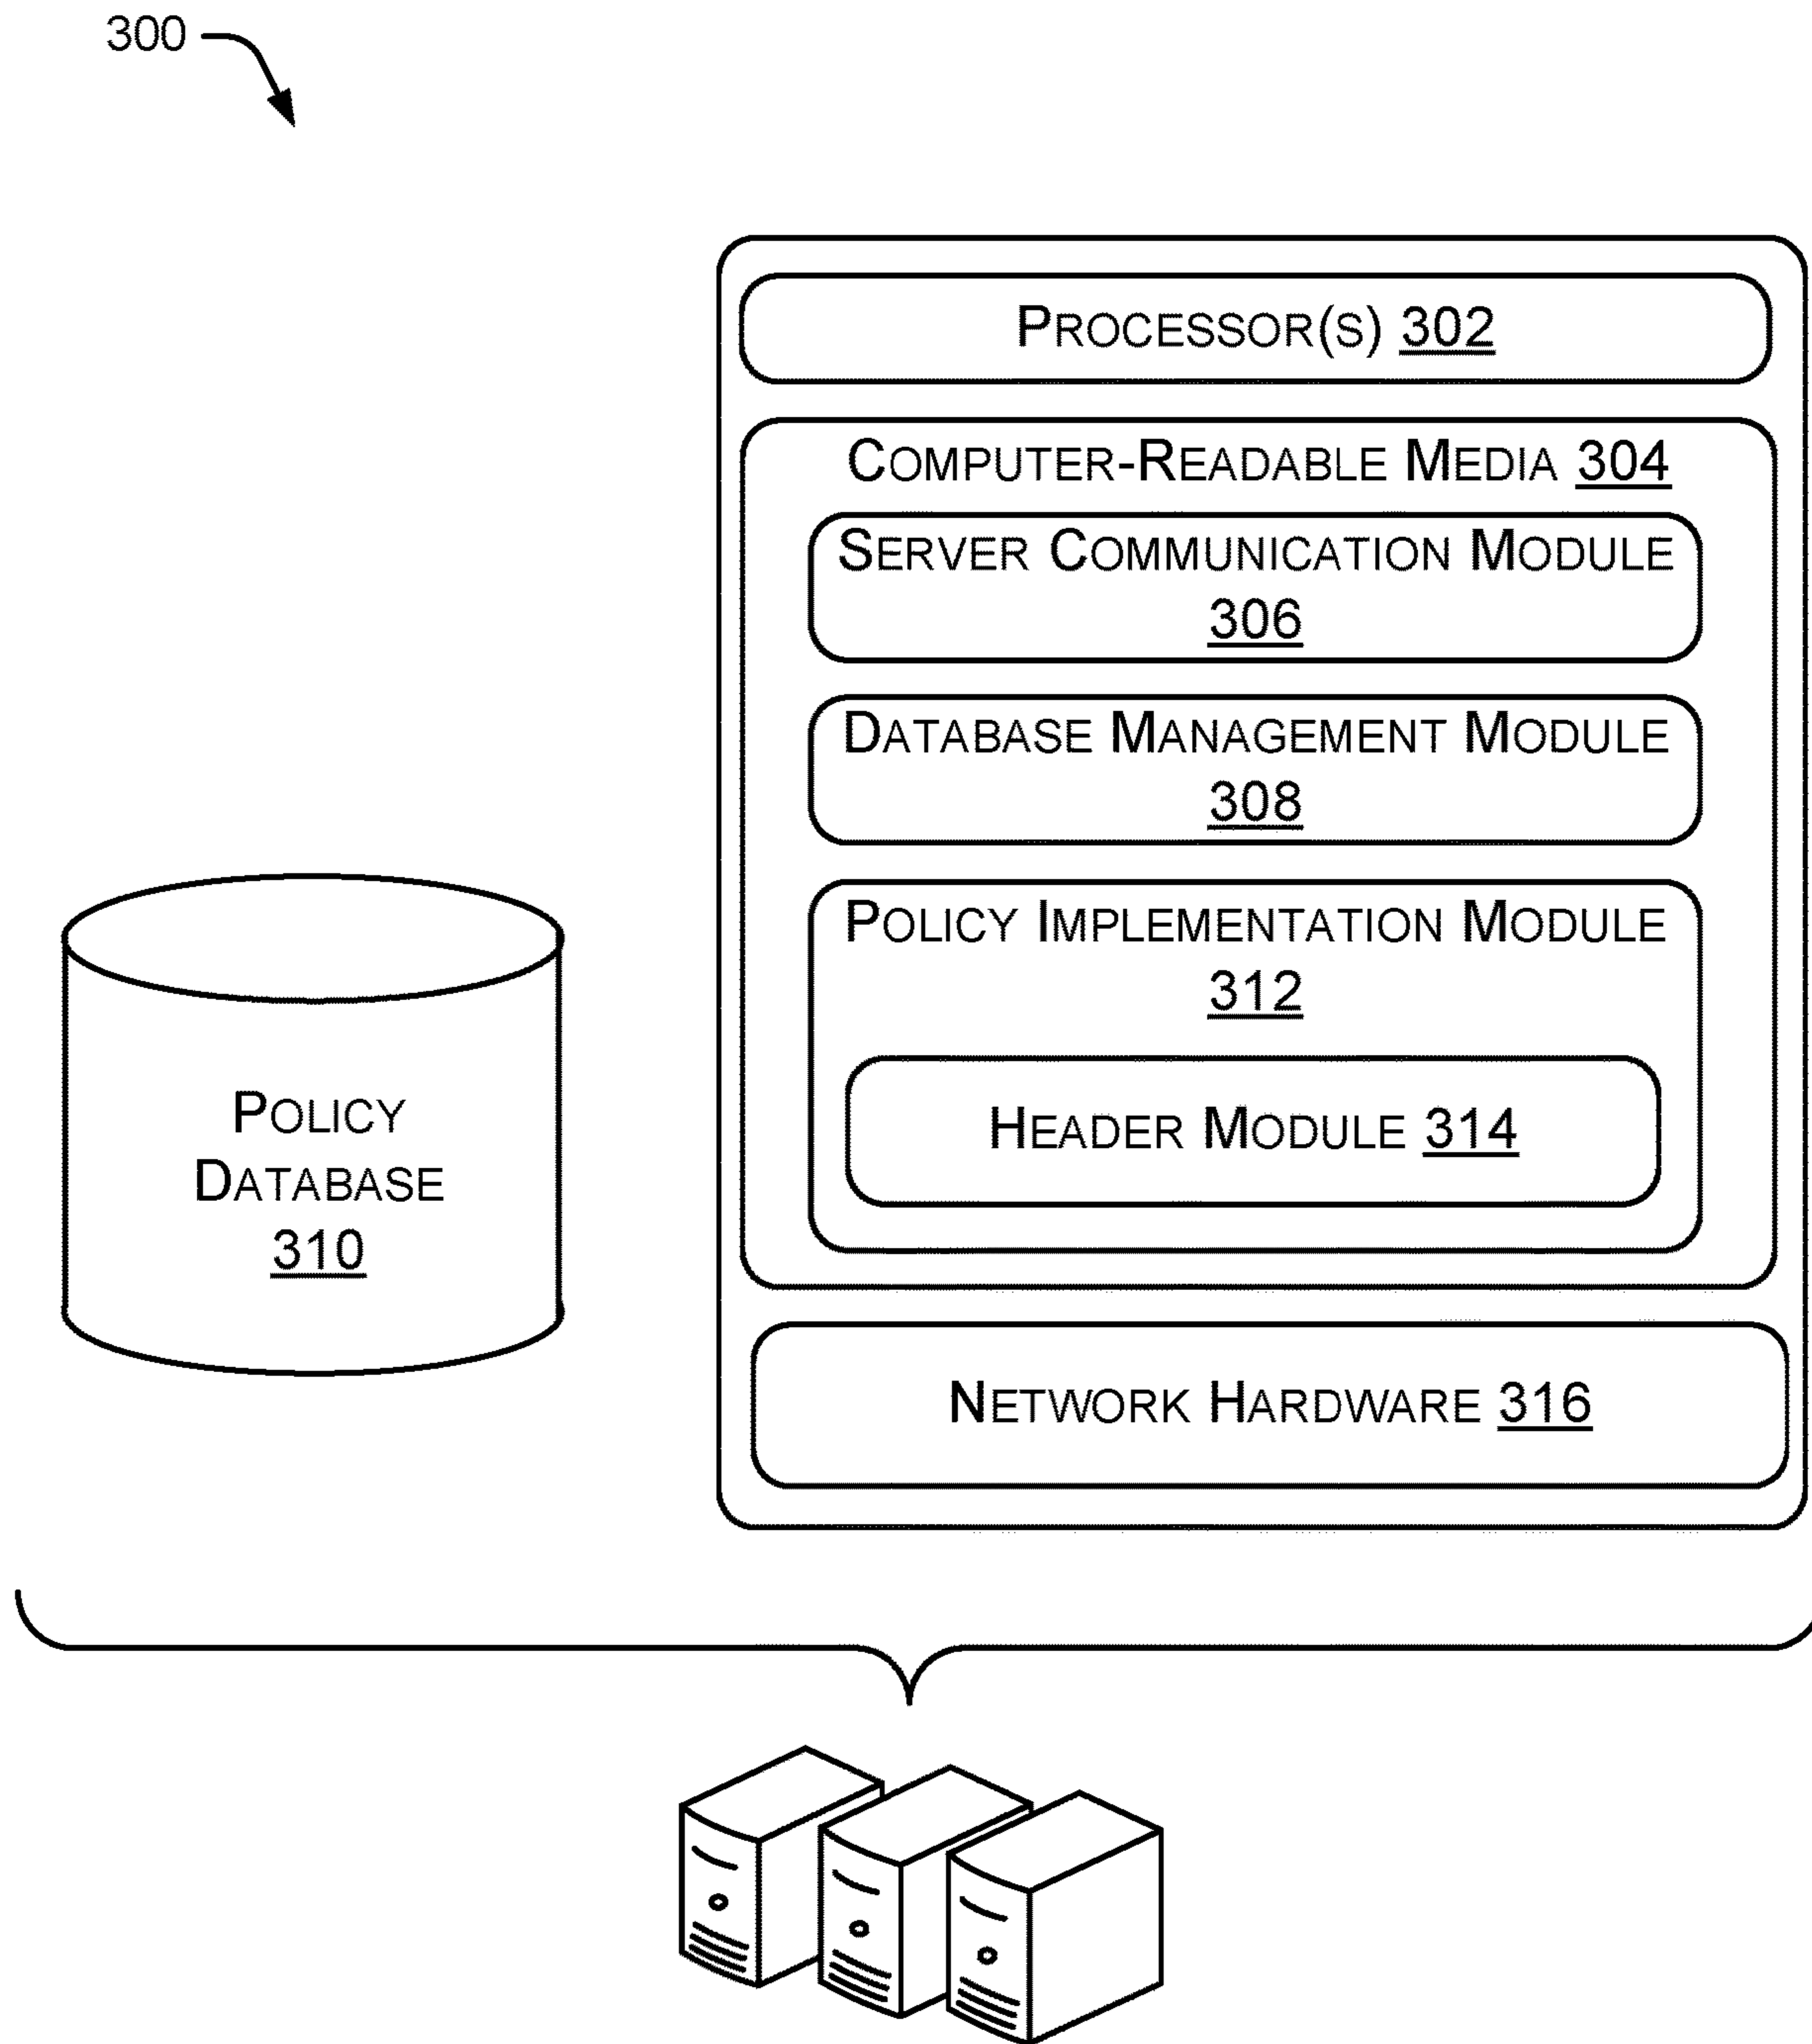 300
PROCESSOR(S) 302
COMPUTER-READABLE MEDIA 304
SERVER COMMUNICATION MODULE
306
DATABASE MANAGEMENT MODULE
308
POLICY IMPLEMENTATION MODULE
312
HEADER MODULE 314
POLICY
DATABASE
310
NETWORK HARDWARE 316